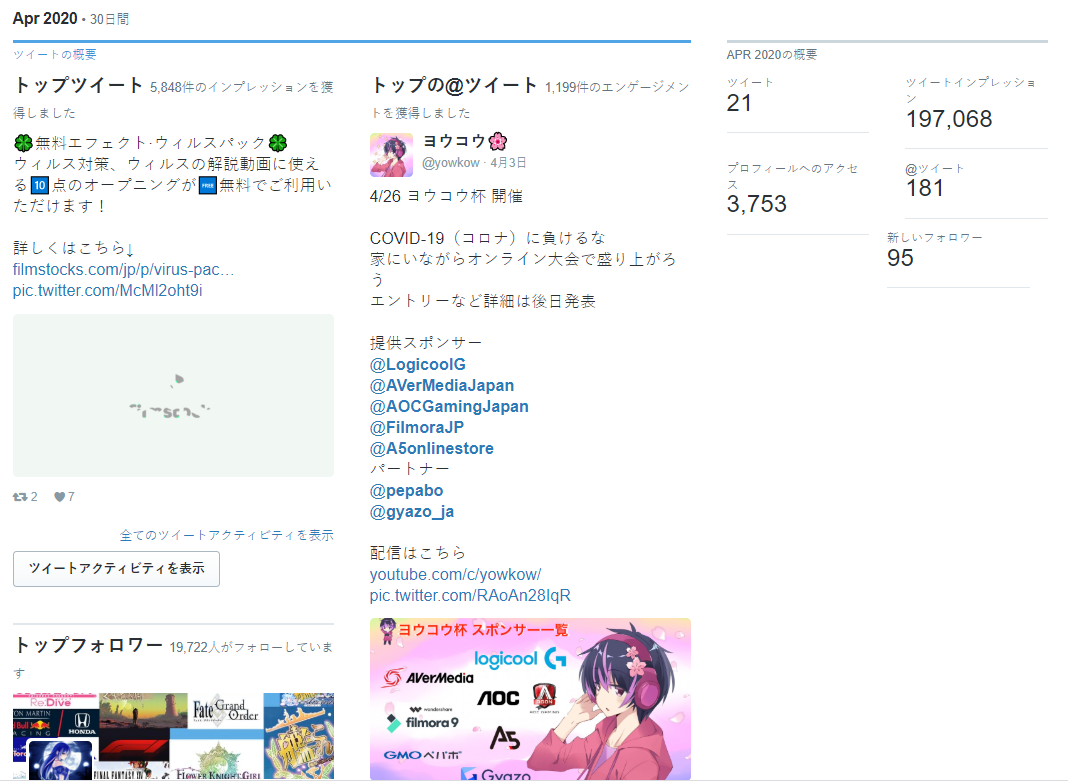 Apr 2020 • 30日間
ツイートの概要
トップツイート 5,848件のインプレッションを獲
得しました
🍀無料エフェクト·ウィルスパック🍀
ウィルス対策、ウィルスの解説動画に使え
る🔟点のオープニングが🆓無料でご利用い
ただけます！
詳しくはこちら↓
filmstocks.com/jp/p/virus-pac…
pic.twitter.com/McMl2oht9i
2 7
全てのツイートアクティビティを表示
ツイートアクティビティを表示
トップフォロワー 19,722人がフォローしていま
す
Re:Dive
ON MARTIN
Red Bull
RACING
HONDA
Fate Grand Order
FINAL FANTASY
FLOWER KNIGHT GIRL
トップの@ツイート 1,199件のエンゲージメン
トを獲得しました
ヨウコウ🌸
@yowkow · 4月3日
4/26 ヨウコウ杯 開催
COVID-19（コロナ）に負けるな
家にいながらオンライン大会で盛り上がろ
う
エントリーなど詳細は後日発表
提供スポンサー
@LogicoolG
@AVerMediaJapan
@AOCGamingJapan
@FilmoraJP
@A5onlinestore
パートナー
@pepabo
@gyazo_ja
配信はこちら
youtube.com/c/yowkow/
pic.twitter.com/RAoAn28IqR
ヨウコウ杯 スポンサー一覧
logicool G
AVerMedia
AOC
AGON
wondershare
filmora9
A5
GMOペパボ
Gyazo
APR 2020の概要
ツイート
21
ツイートインプレッショ
ン
197,068
プロフィールへのアクセ
ス
3,753
@ツイート
181
新しいフォロワー
95